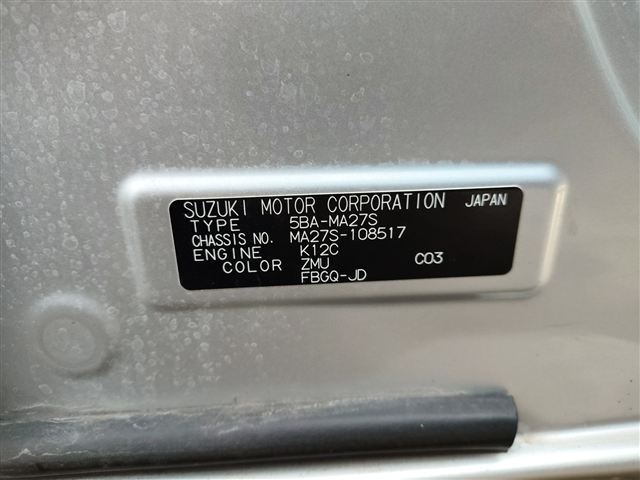 SUZUKI MOTOR CORPORATION JAPAN
TYPE 5BA-MA27S
CHASSIS NO. MA27S-108517
ENGINE K12C
COLOR ZMU C03
FBGQ-JD